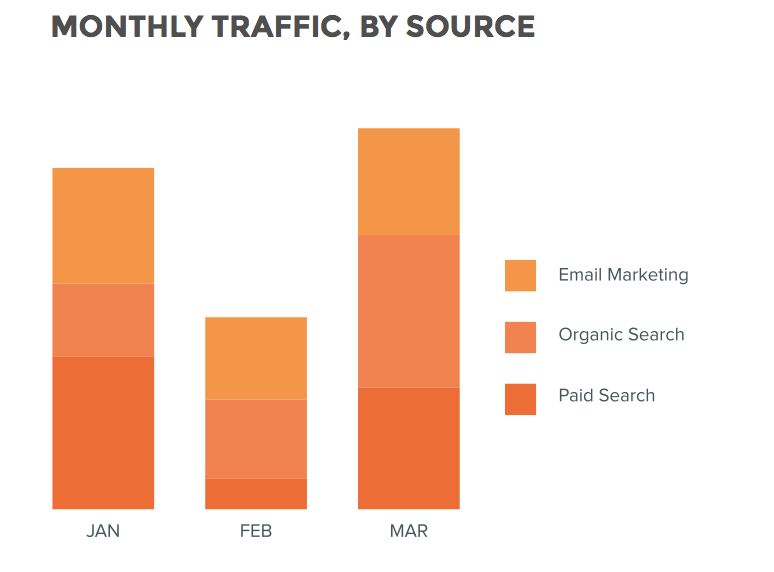 MONTHLY TRAFFIC, BY SOURCE
Email Marketing
Organic Search
Paid Search
JAN
FEB
MAR